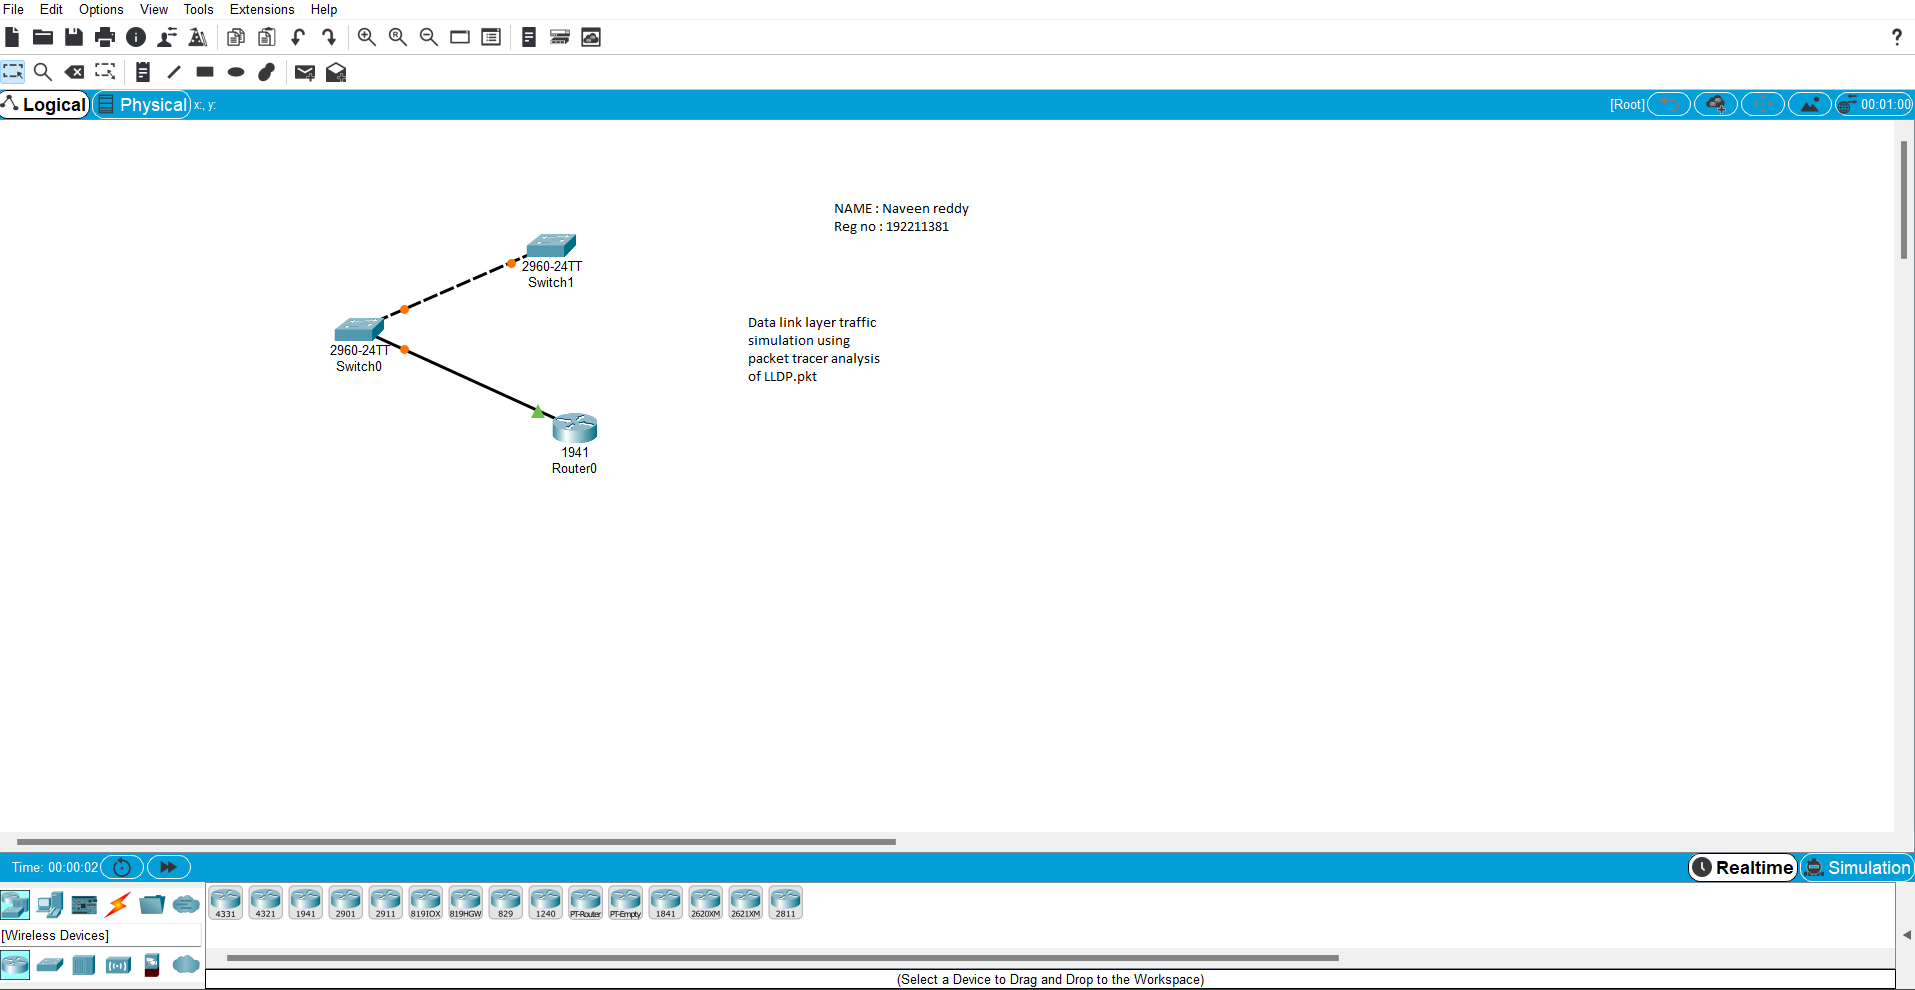 File Edit Options View Tools Extensions Help
?
Logical Physical x:, y: [Root] 00:01:00
NAME : Naveen reddy
Reg no : 192211381
2960-24TT
Switch1
Data link layer traffic
simulation using
packet tracer analysis
of LLDP.pkt
2960-24TT
Switch0
1941
Router0
Time: 00:00:02 Realtime Simulation
4331 4321 1941 2901 2911 819IOX 819HGW 829 1240 PT-Router PT-Empty 1841 2620XM 2621XM 2811
[Wireless Devices]
(Select a Device to Drag and Drop to the Workspace)